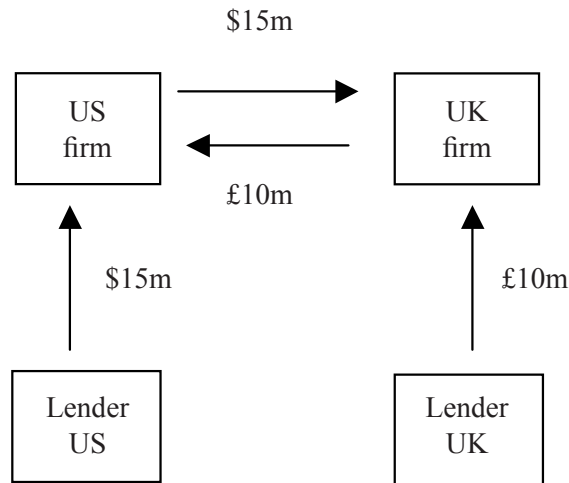 $15m
US
firm
UK
firm
£10m
$15m
£10m
Lender
US
Lender
UK